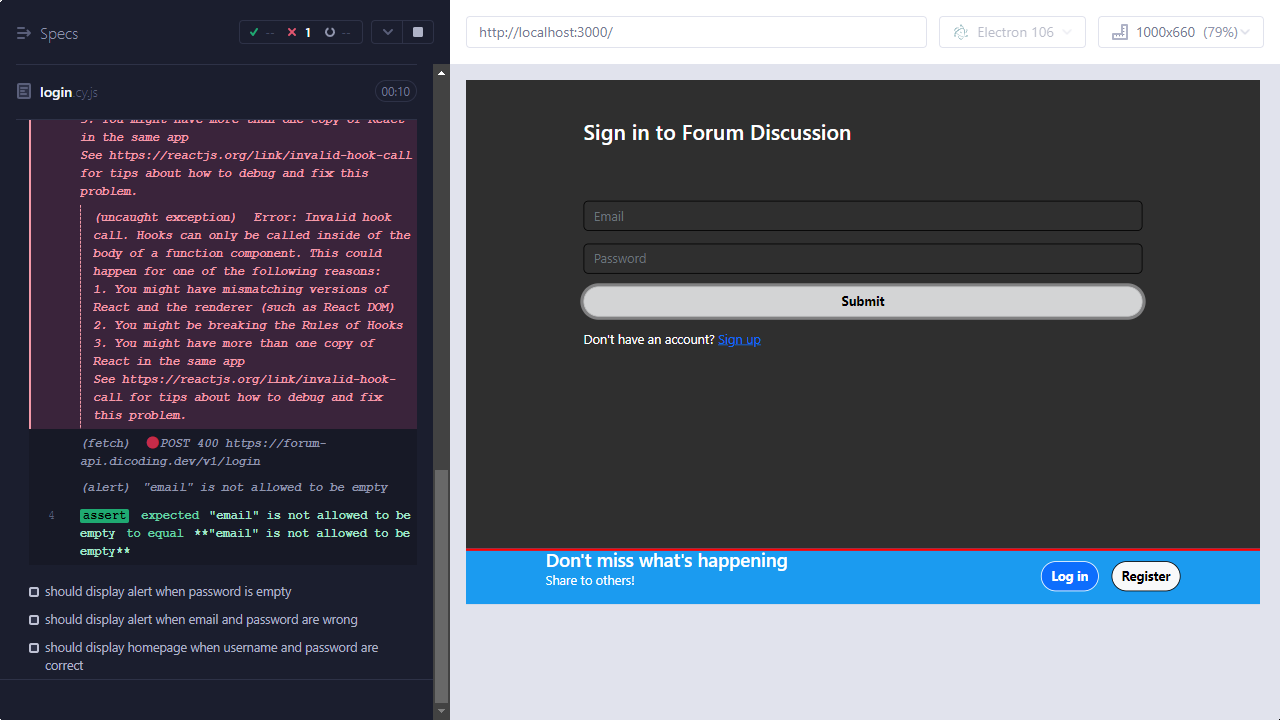 Specs
-- 1 --
http://localhost:3000/
Electron 106
1000x660 (79%)
login.cy.js
00:10
3. You might have more than one copy of React
in the same app
See https://reactjs.org/link/invalid-hook-call
for tips about how to debug and fix this
problem.
(uncaught exception) Error: Invalid hook
call. Hooks can only be called inside of the
body of a function component. This could
happen for one of the following reasons:
1. You might have mismatching versions of
React and the renderer (such as React DOM)
2. You might be breaking the Rules of Hooks
3. You might have more than one copy of
React in the same app
See https://reactjs.org/link/invalid-hook-
call for tips about how to debug and fix
this problem.
(fetch) POST 400 https://forum-
api.dicoding.dev/v1/login
(alert) "email" is not allowed to be empty
4 assert expected "email" is not allowed to be
empty to equal **"email" is not allowed to be
empty**
should display alert when password is empty
should display alert when email and password are wrong
should display homepage when username and password are
correct
Sign in to Forum Discussion
Email
Password
Submit
Don't have an account? Sign up
Don't miss what's happening
Share to others!
Log in
Register